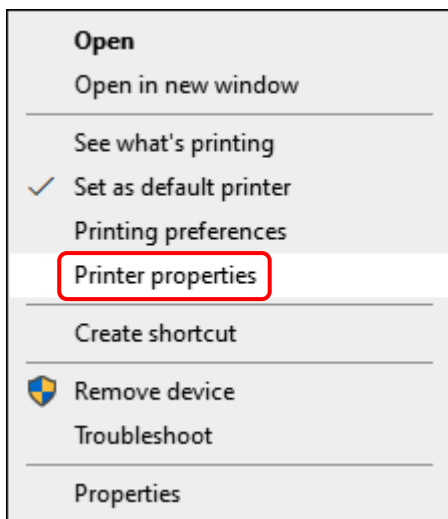 Open
Open in new window
See what's printing
Set as default printer
Printing preferences
Printer properties
Create shortcut
Remove device
Troubleshoot
Properties